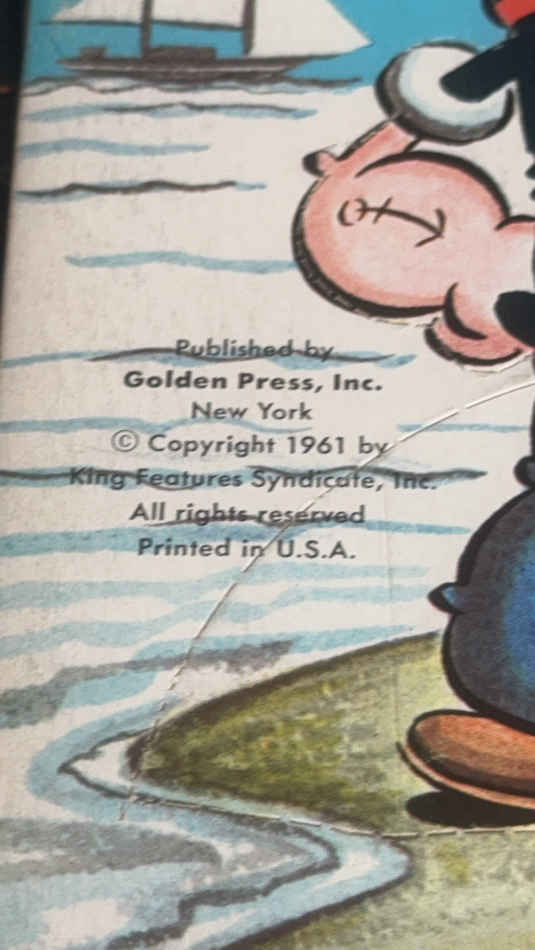 Published by
Golden Press, Inc.
New York
© Copyright 1961 by
King Features Syndicate, Inc.
All rights reserved
Printed in U.S.A.